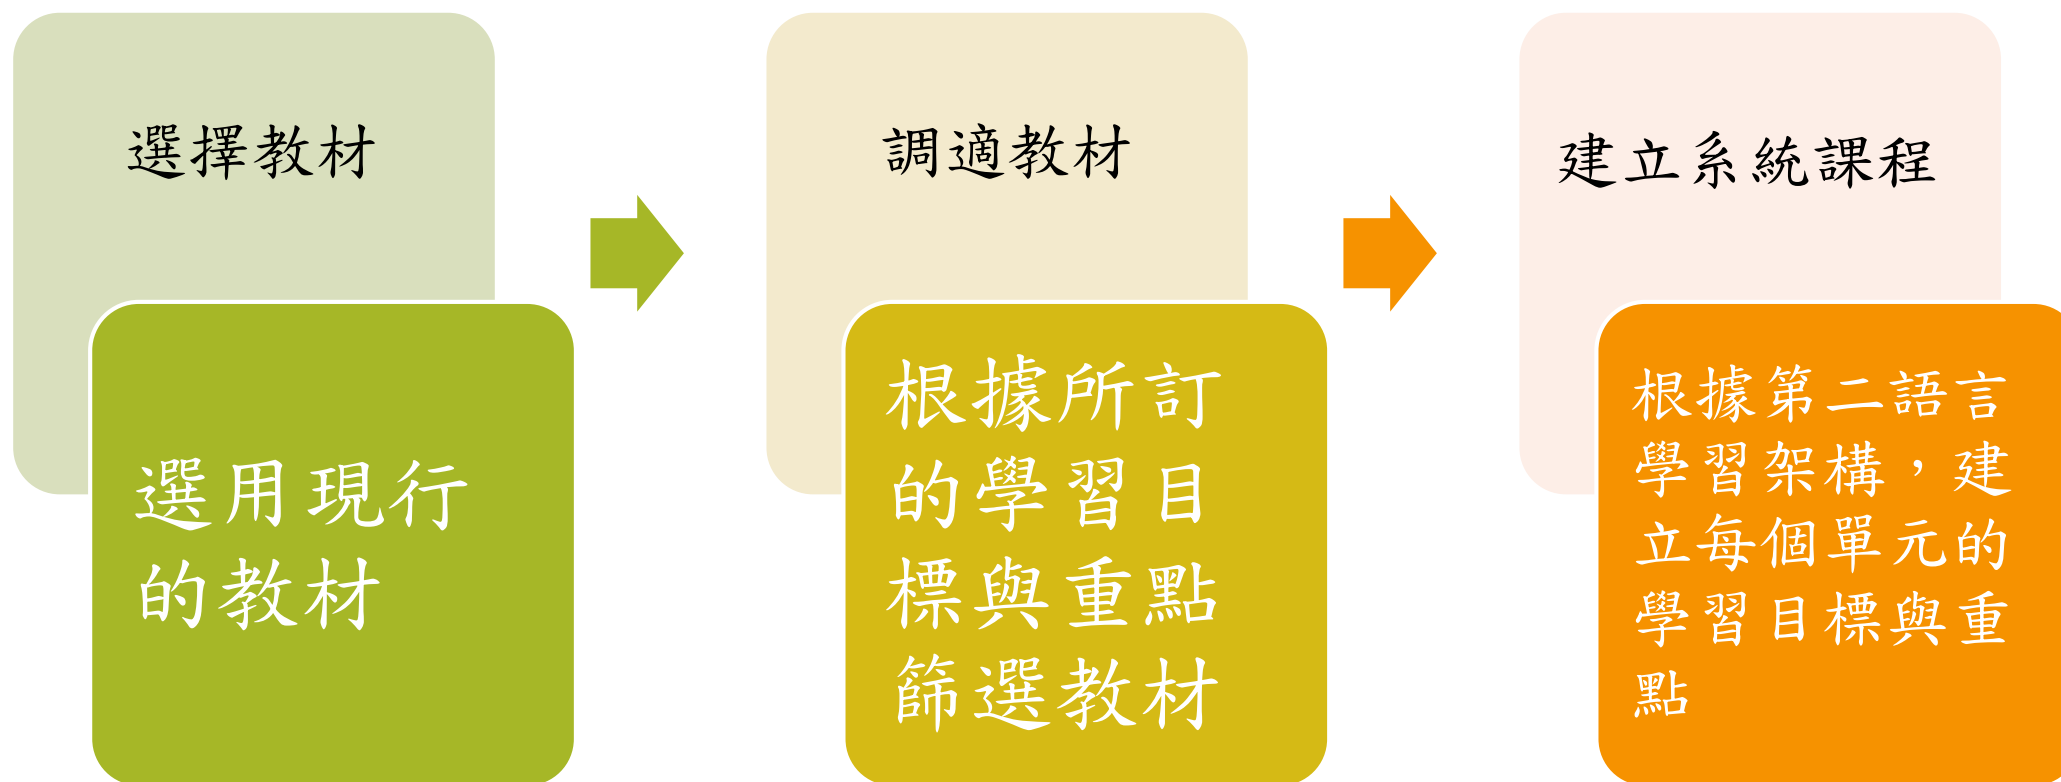 選擇教材
選用現行
的教材
調適教材
根據所訂
的學習目
標與重點
篩選教材
建立系統課程
根據第二語言
學習架構，建
立每個單元的
學習目標與重
點